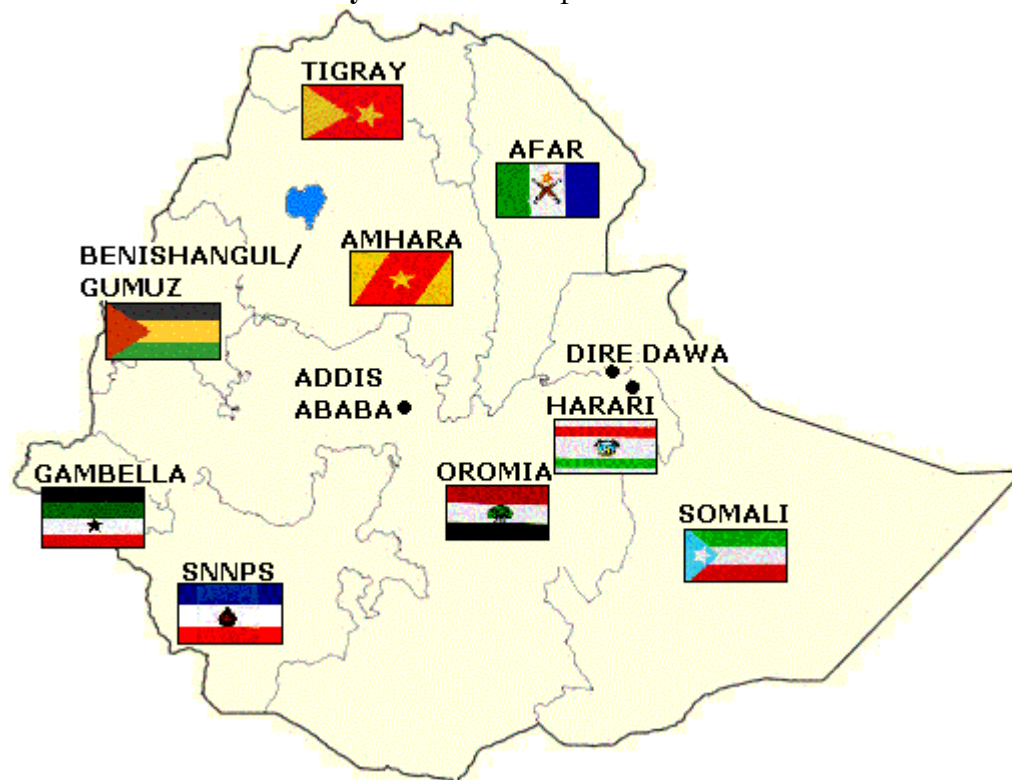 TIGRAY
AFAR
AMHARA
BENISHANGUL/
GUMUZ
DIRE DAWA
ADDIS
ABABA
HARARI
GAMBELLA
OROMIA
SOMALI
SNNPS